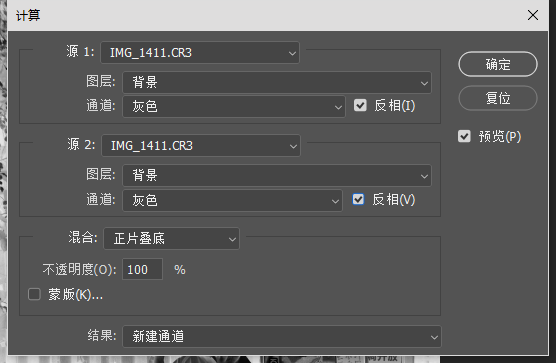 计算
源 1: IMG_1411.CR3
图层: 背景
通道: 灰色 反相(I)
源 2: IMG_1411.CR3
图层: 背景
通道: 灰色 反相(V)
混合: 正片叠底
不透明度(O): 100 %
蒙版(K)...
结果: 新建通道
确定
复位
预览(P)